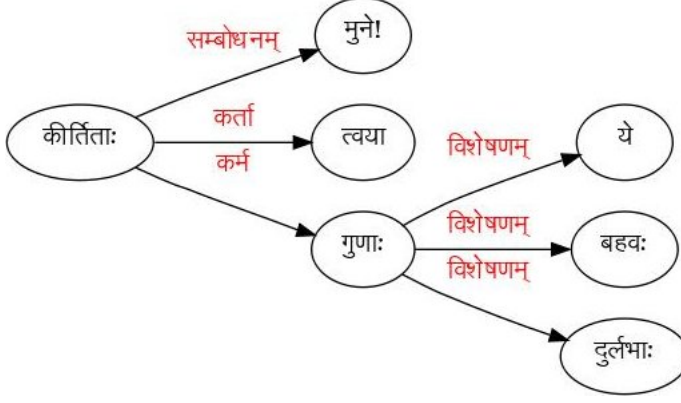 मुने!
सम्बोधनम्
कर्ता
कीर्तिताः
त्वया
विशेषणम्
ये
कर्म
विशेषणम्
गुणाः
बहवः
विशेषणम्
दुर्लभाः